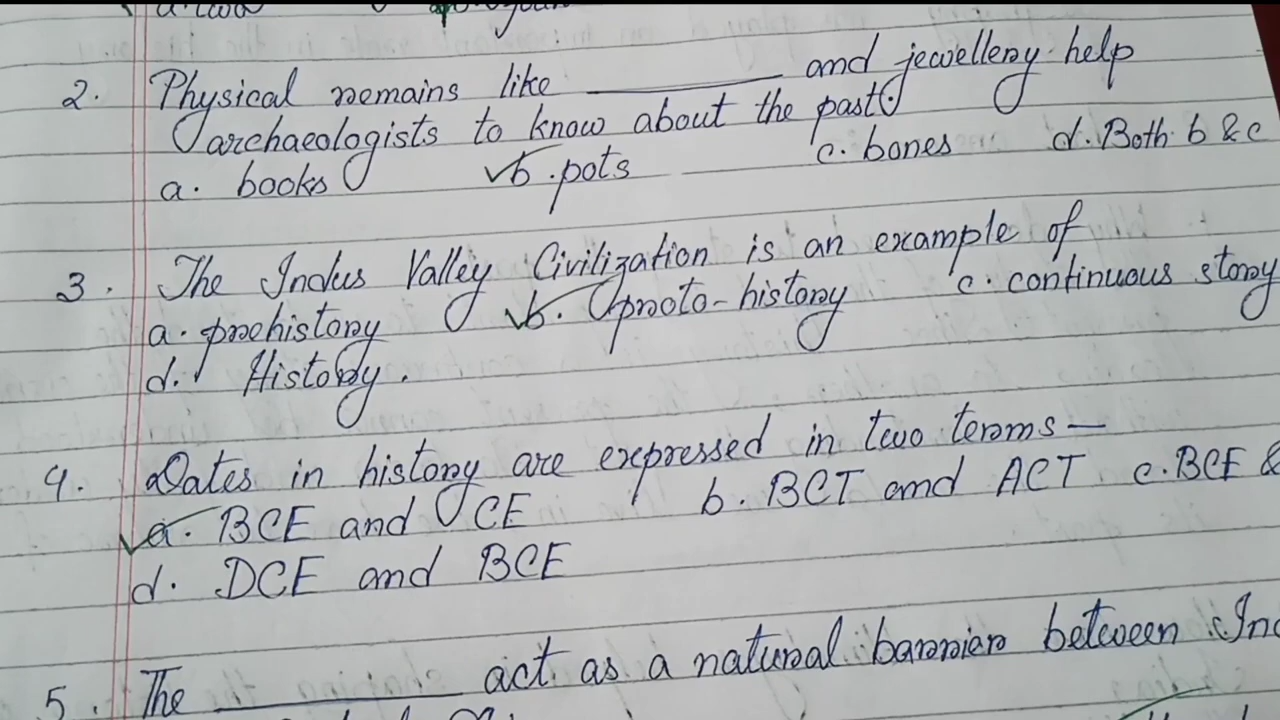 2. Physical remains like ______ and jewellery help
archaeologists to know about the past.
a. books b. pots c. bones d. Both b & c
3. The Indus Valley Civilization is an example of
a. prehistory b. proto-history c. continuous story
d. History.
4. Dates in history are expressed in two terms—
a. BCE and CE b. BCT and ACT c. BCE &
d. DCE and BCE
5. The ______ act as a natural barrier between